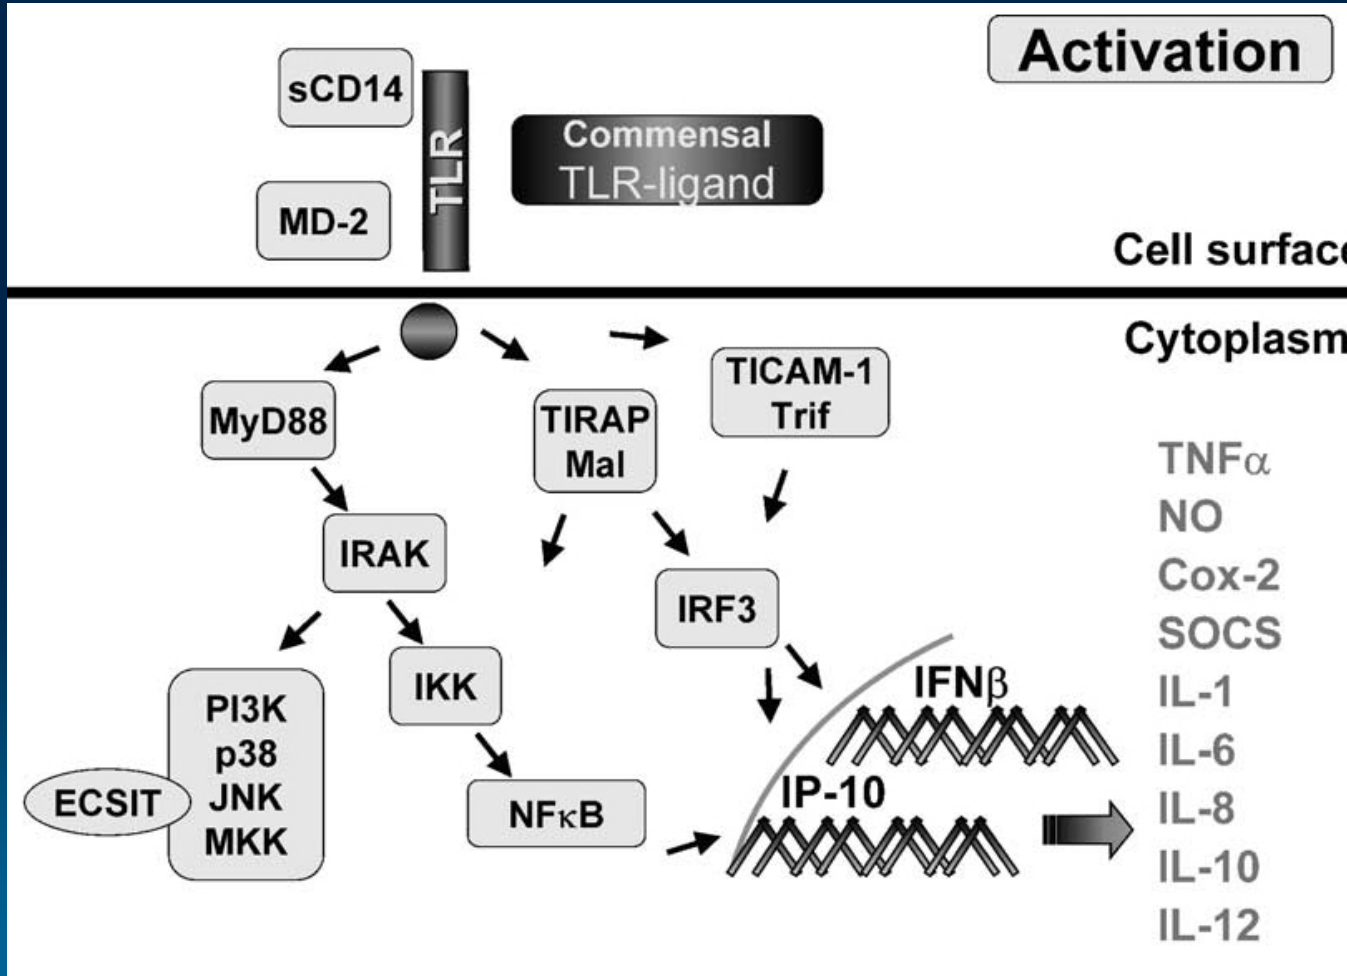 Activation
sCD14
TLR
Commensal
TLR-ligand
MD-2
Cell surface
Cytoplasm
MyD88
TIRAP
Mal
TICAM-1
Trif
IRAK
IRF3
IKK
PI3K
p38
JNK
MKK
ECSIT
NFκB
IFNβ
IP-10
TNFα
NO
Cox-2
SOCS
IL-1
IL-6
IL-8
IL-10
IL-12